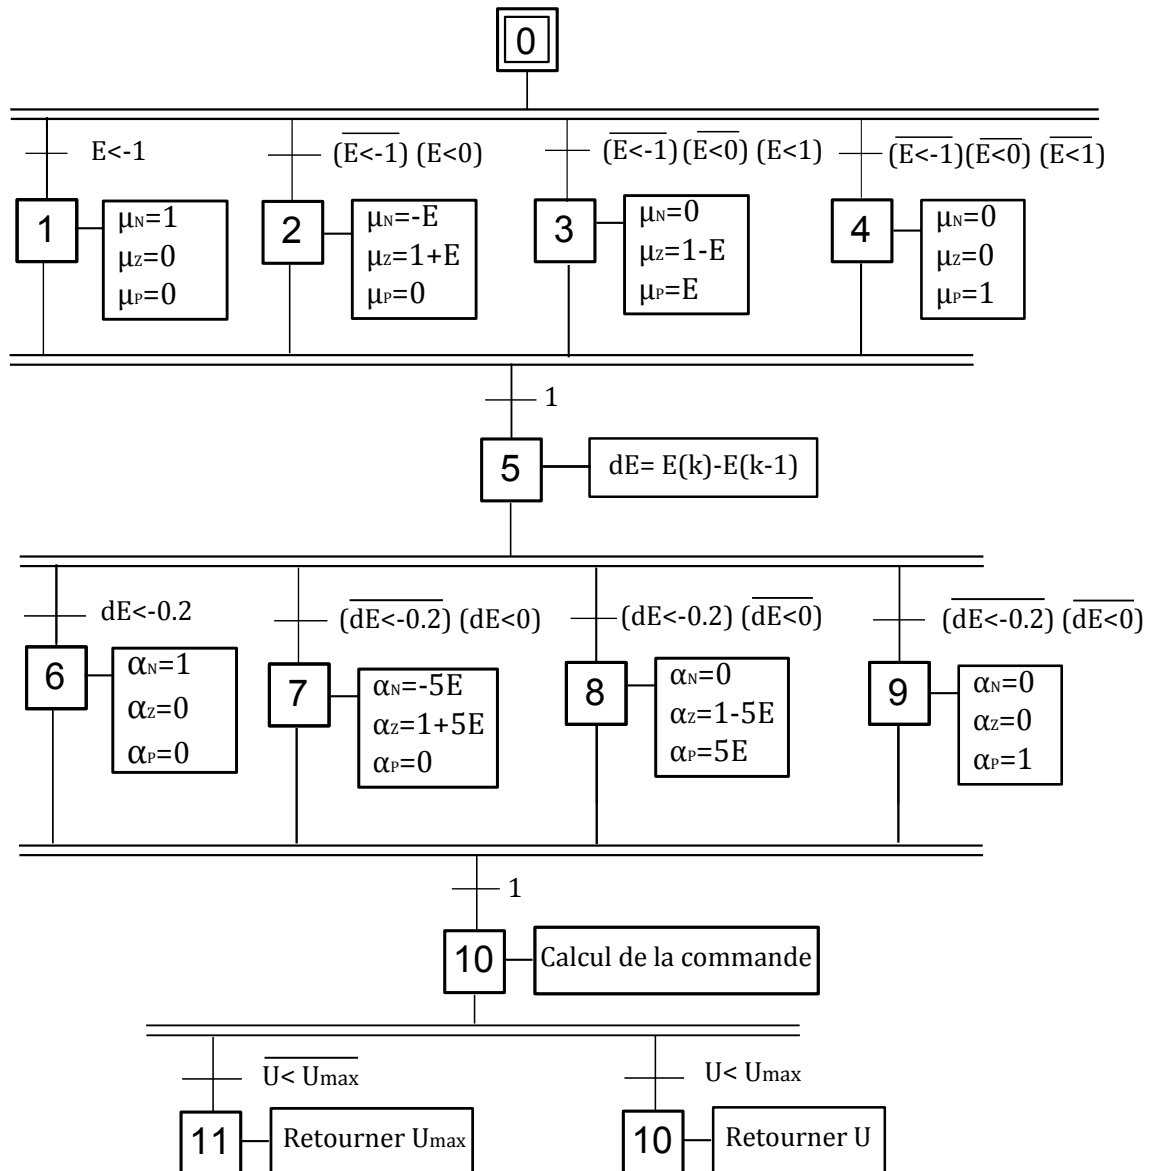 0
E<-1
(E<-1) (E<0)
(E<-1) (E<0) (E<1)
(E<-1)(E<0) (E<1)
1
μN=1
μZ=0
μP=0
2
μN=-E
μZ=1+E
μP=0
3
μN=0
μZ=1-E
μP=E
4
μN=0
μZ=0
μP=1
1
5
dE= E(k)-E(k-1)
dE<-0.2
(dE<-0.2) (dE<0)
(dE<-0.2) (dE<0)
(dE<-0.2) (dE<0)
6
αN=1
αZ=0
αP=0
7
αN=-5E
αZ=1+5E
αP=0
8
αN=0
αZ=1-5E
αP=5E
9
αN=0
αZ=0
αP=1
1
10
Calcul de la commande
U< Umax
U< Umax
11
Retourner Umax
10
Retourner U